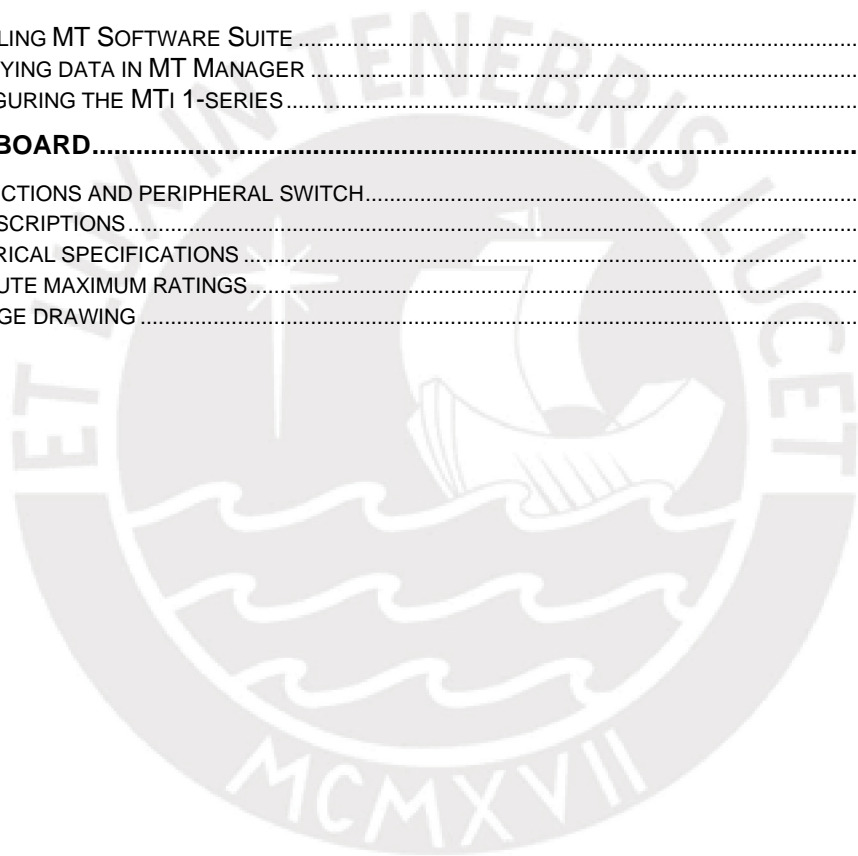 LING MT SOFTWARE SUITE ....................................................................................................
YING DATA IN MT MANAGER ....................................................................................................
GURING THE MTI 1-SERIES ....................................................................................................
BOARD ....................................................................................................
CTIONS AND PERIPHERAL SWITCH ....................................................................................................
SCRIPTIONS ....................................................................................................
RICAL SPECIFICATIONS ....................................................................................................
UTE MAXIMUM RATINGS ....................................................................................................
GE DRAWING ....................................................................................................
ET LUX IN TENEBRIS LUCET
MCMXVII